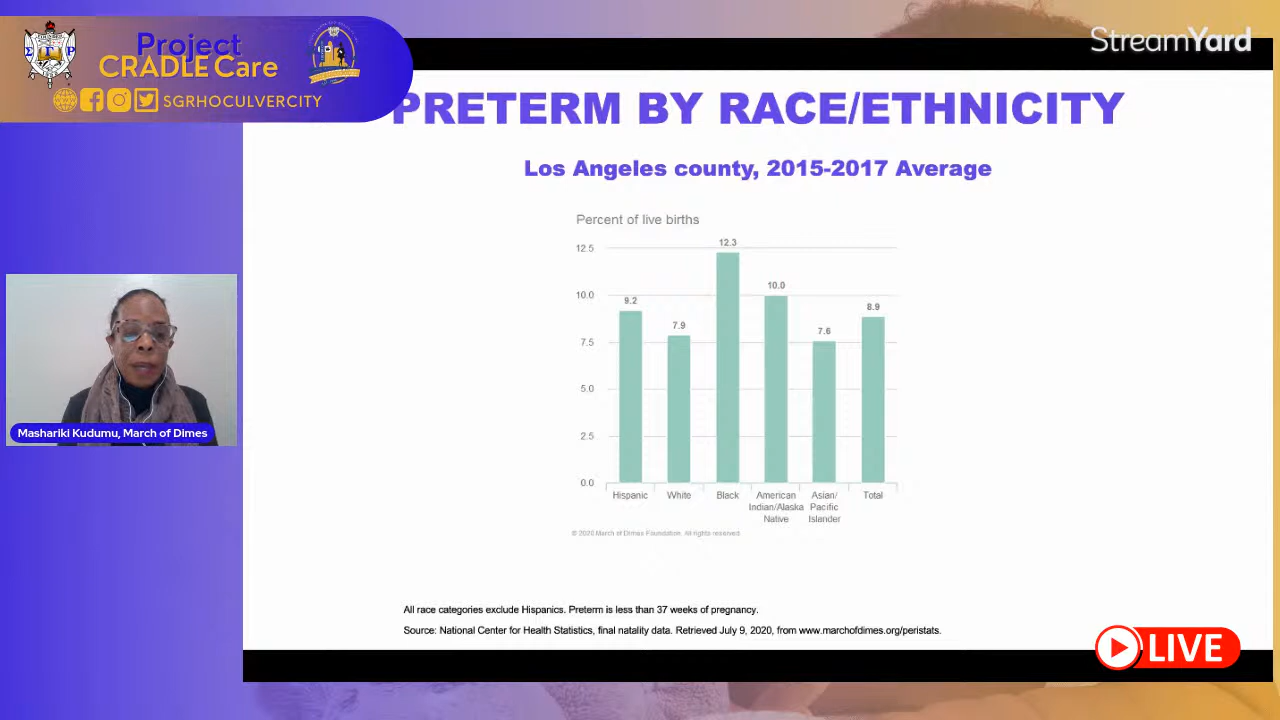 Project
CRADLE Care
SGRHOCULVERCITY
StreamYard
PRETERM BY RACE/ETHNICITY
Los Angeles county, 2015-2017 Average
Percent of live births
12.5
10.0
7.5
5.0
2.5
0.0
9.2
7.9
12.3
10.0
7.6
8.9
Hispanic
White
Black
American
Indian/Alaska
Native
Asian/
Pacific
Islander
Total
© 2020 March of Dimes Foundation. All rights reserved
All race categories exclude Hispanics. Preterm is less than 37 weeks of pregnancy.
Source: National Center for Health Statistics, final natality data. Retrieved July 9, 2020, from www.marchofdimes.org/peristats.
Mashariki Kudumu, March of Dimes
LIVE